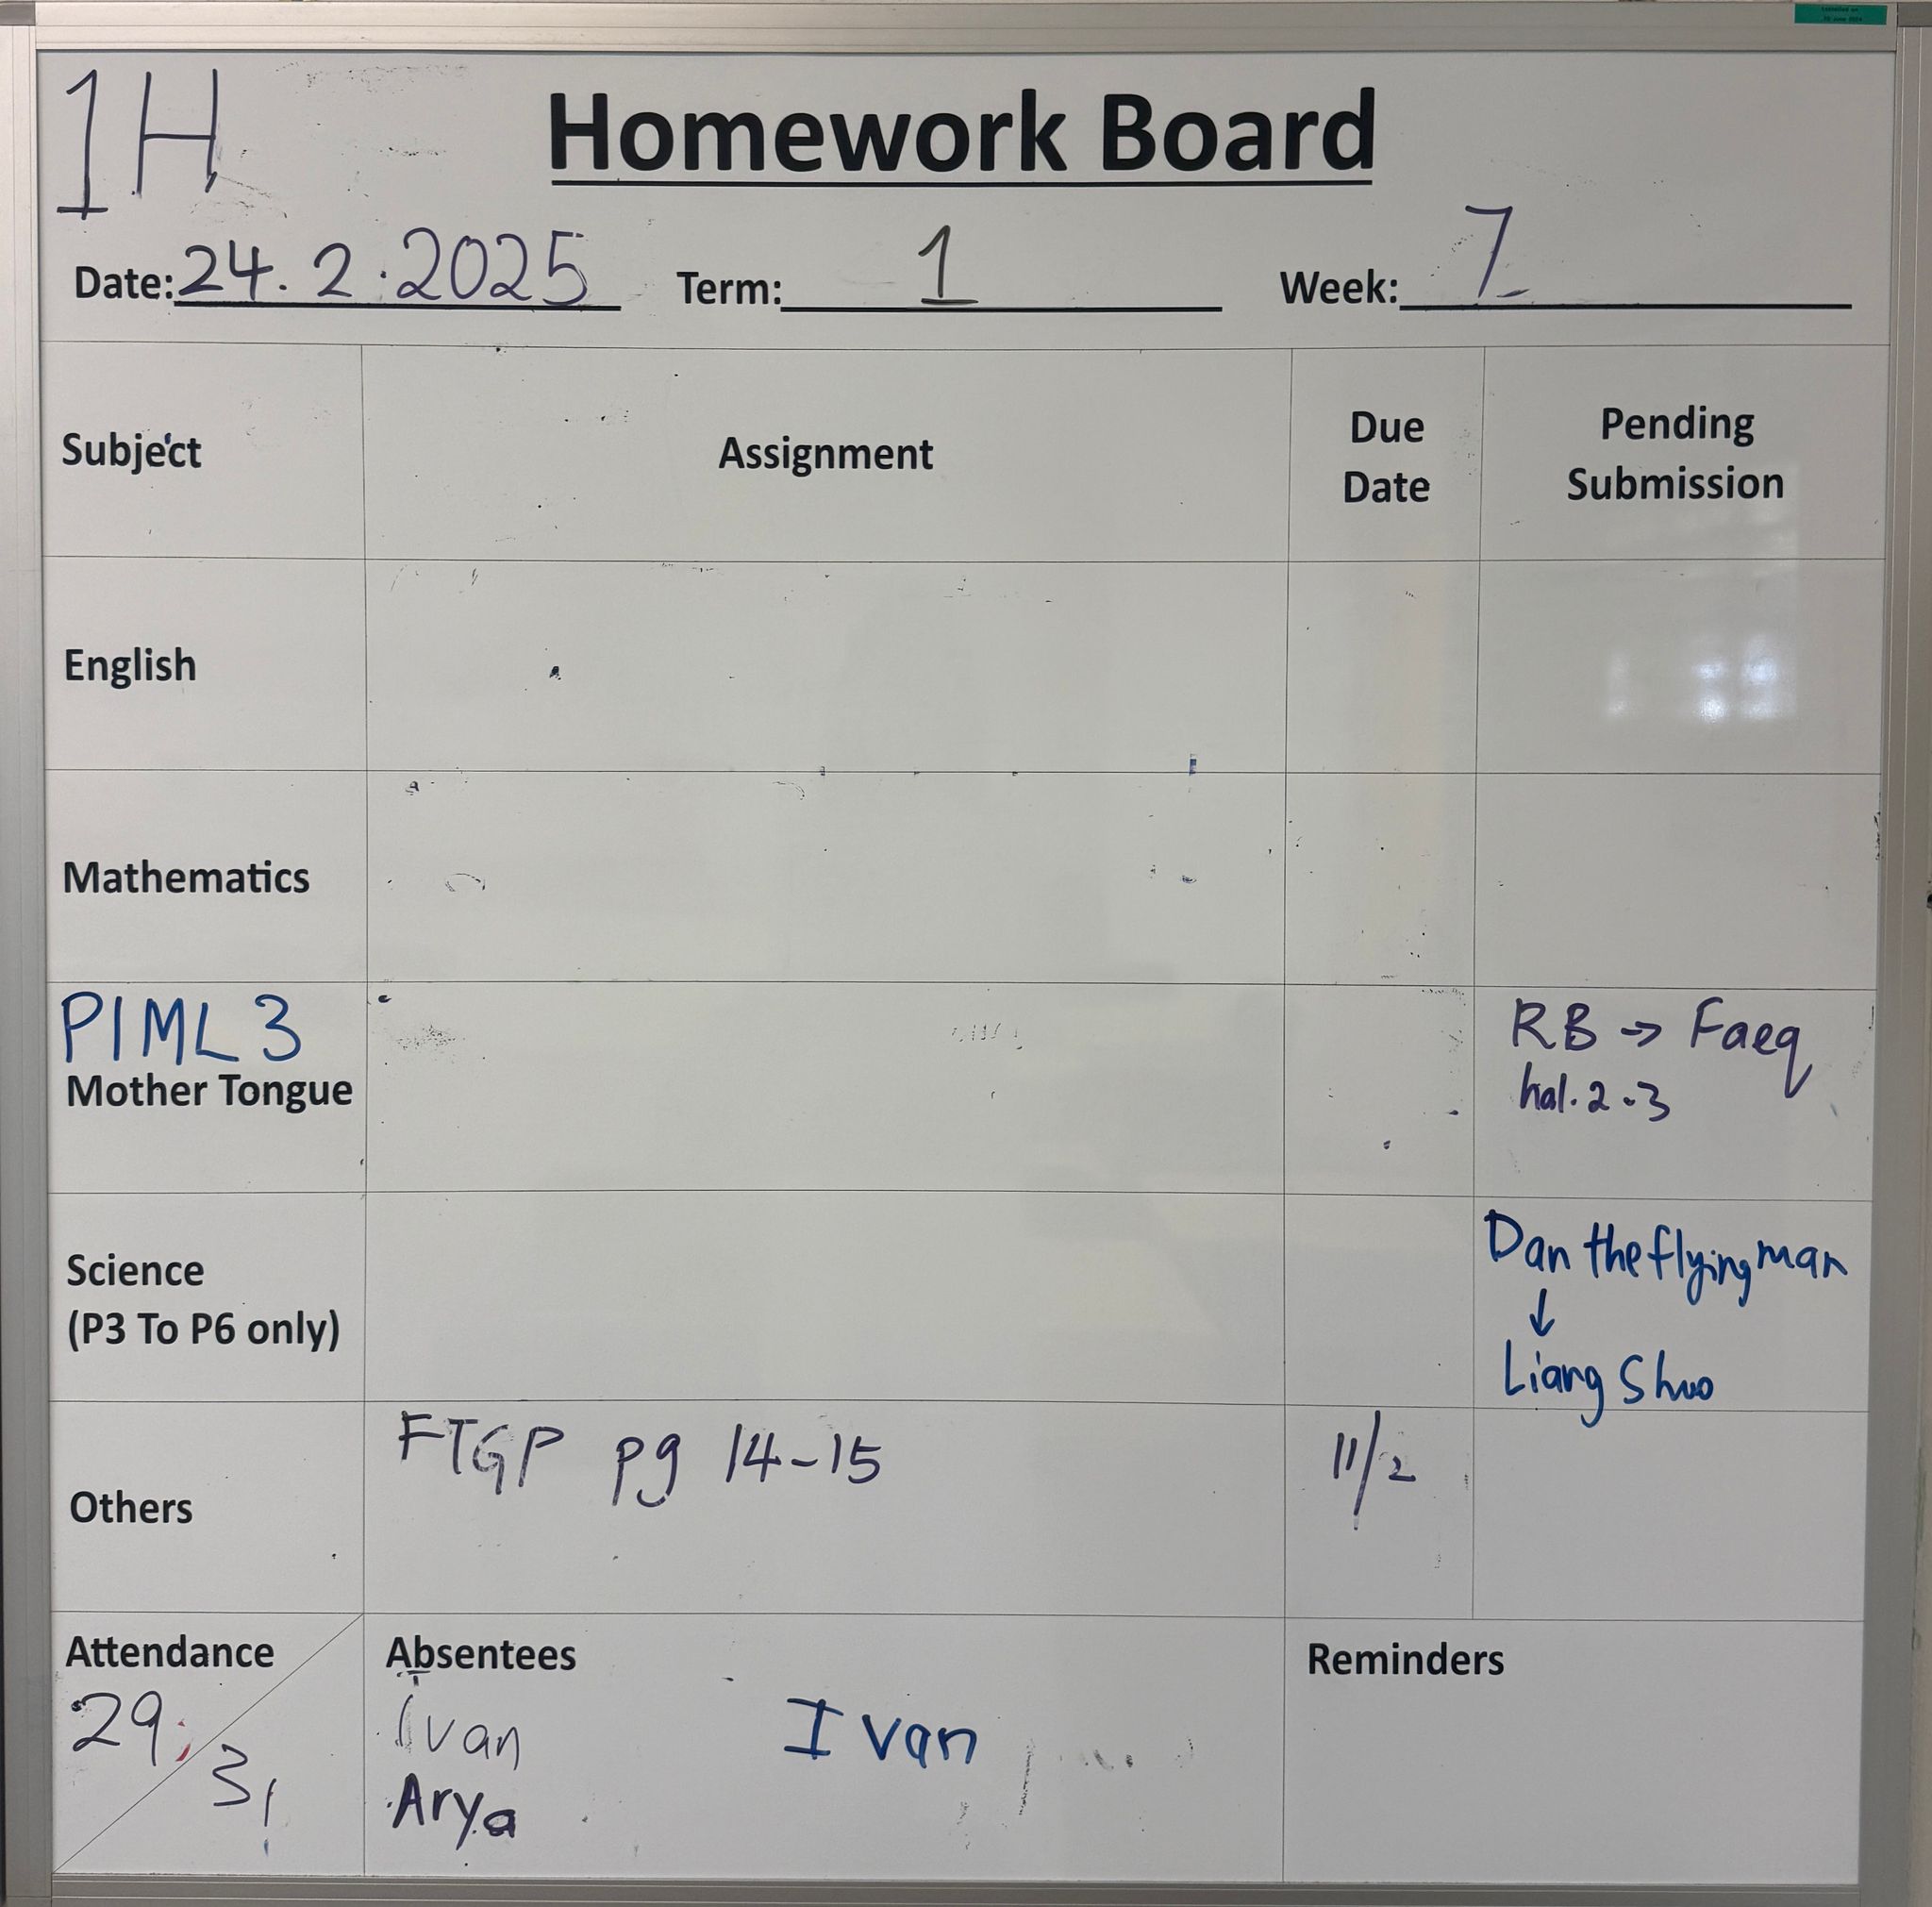 1H
Homework Board
Date: 24.2.2025 Term: 1 Week: 7
Subject Assignment Due Date Pending Submission
English
Mathematics
PIML 3
Mother Tongue
RB → Faeq
hal. 2-3
Science
(P3 To P6 only)
Dan the flying man
↓
Liang Shuo
Others FTGP pg 14-15 11/2
Attendance Absentees Reminders
29 Ivan Ivan
31 Arya